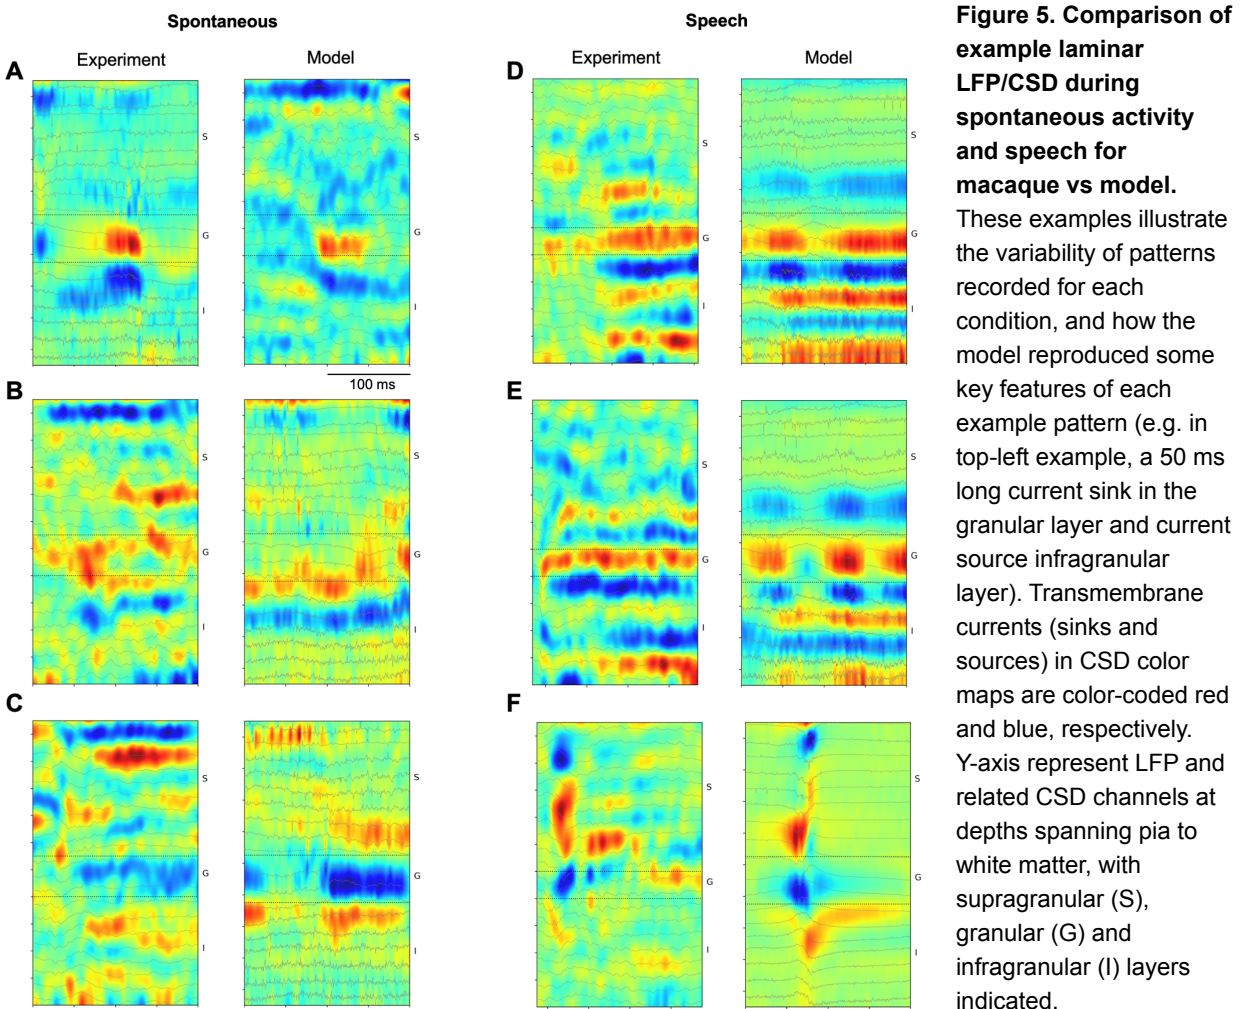 Spontaneous
Speech
Experiment
Model
Experiment
Model
A
S
G
I
100 ms
D
S
G
I
B
S
G
I
E
S
G
I
C
S
G
I
F
S
G
I
Figure 5. Comparison of
example laminar
LFP/CSD during
spontaneous activity
and speech for
macaque vs model.
These examples illustrate
the variability of patterns
recorded for each
condition, and how the
model reproduced some
key features of each
example pattern (e.g. in
top-left example, a 50 ms
long current sink in the
granular layer and current
source infragranular
layer). Transmembrane
currents (sinks and
sources) in CSD color
maps are color-coded red
and blue, respectively.
Y-axis represent LFP and
related CSD channels at
depths spanning pia to
white matter, with
supragranular (S),
granular (G) and
infragranular (I) layers
indicated.